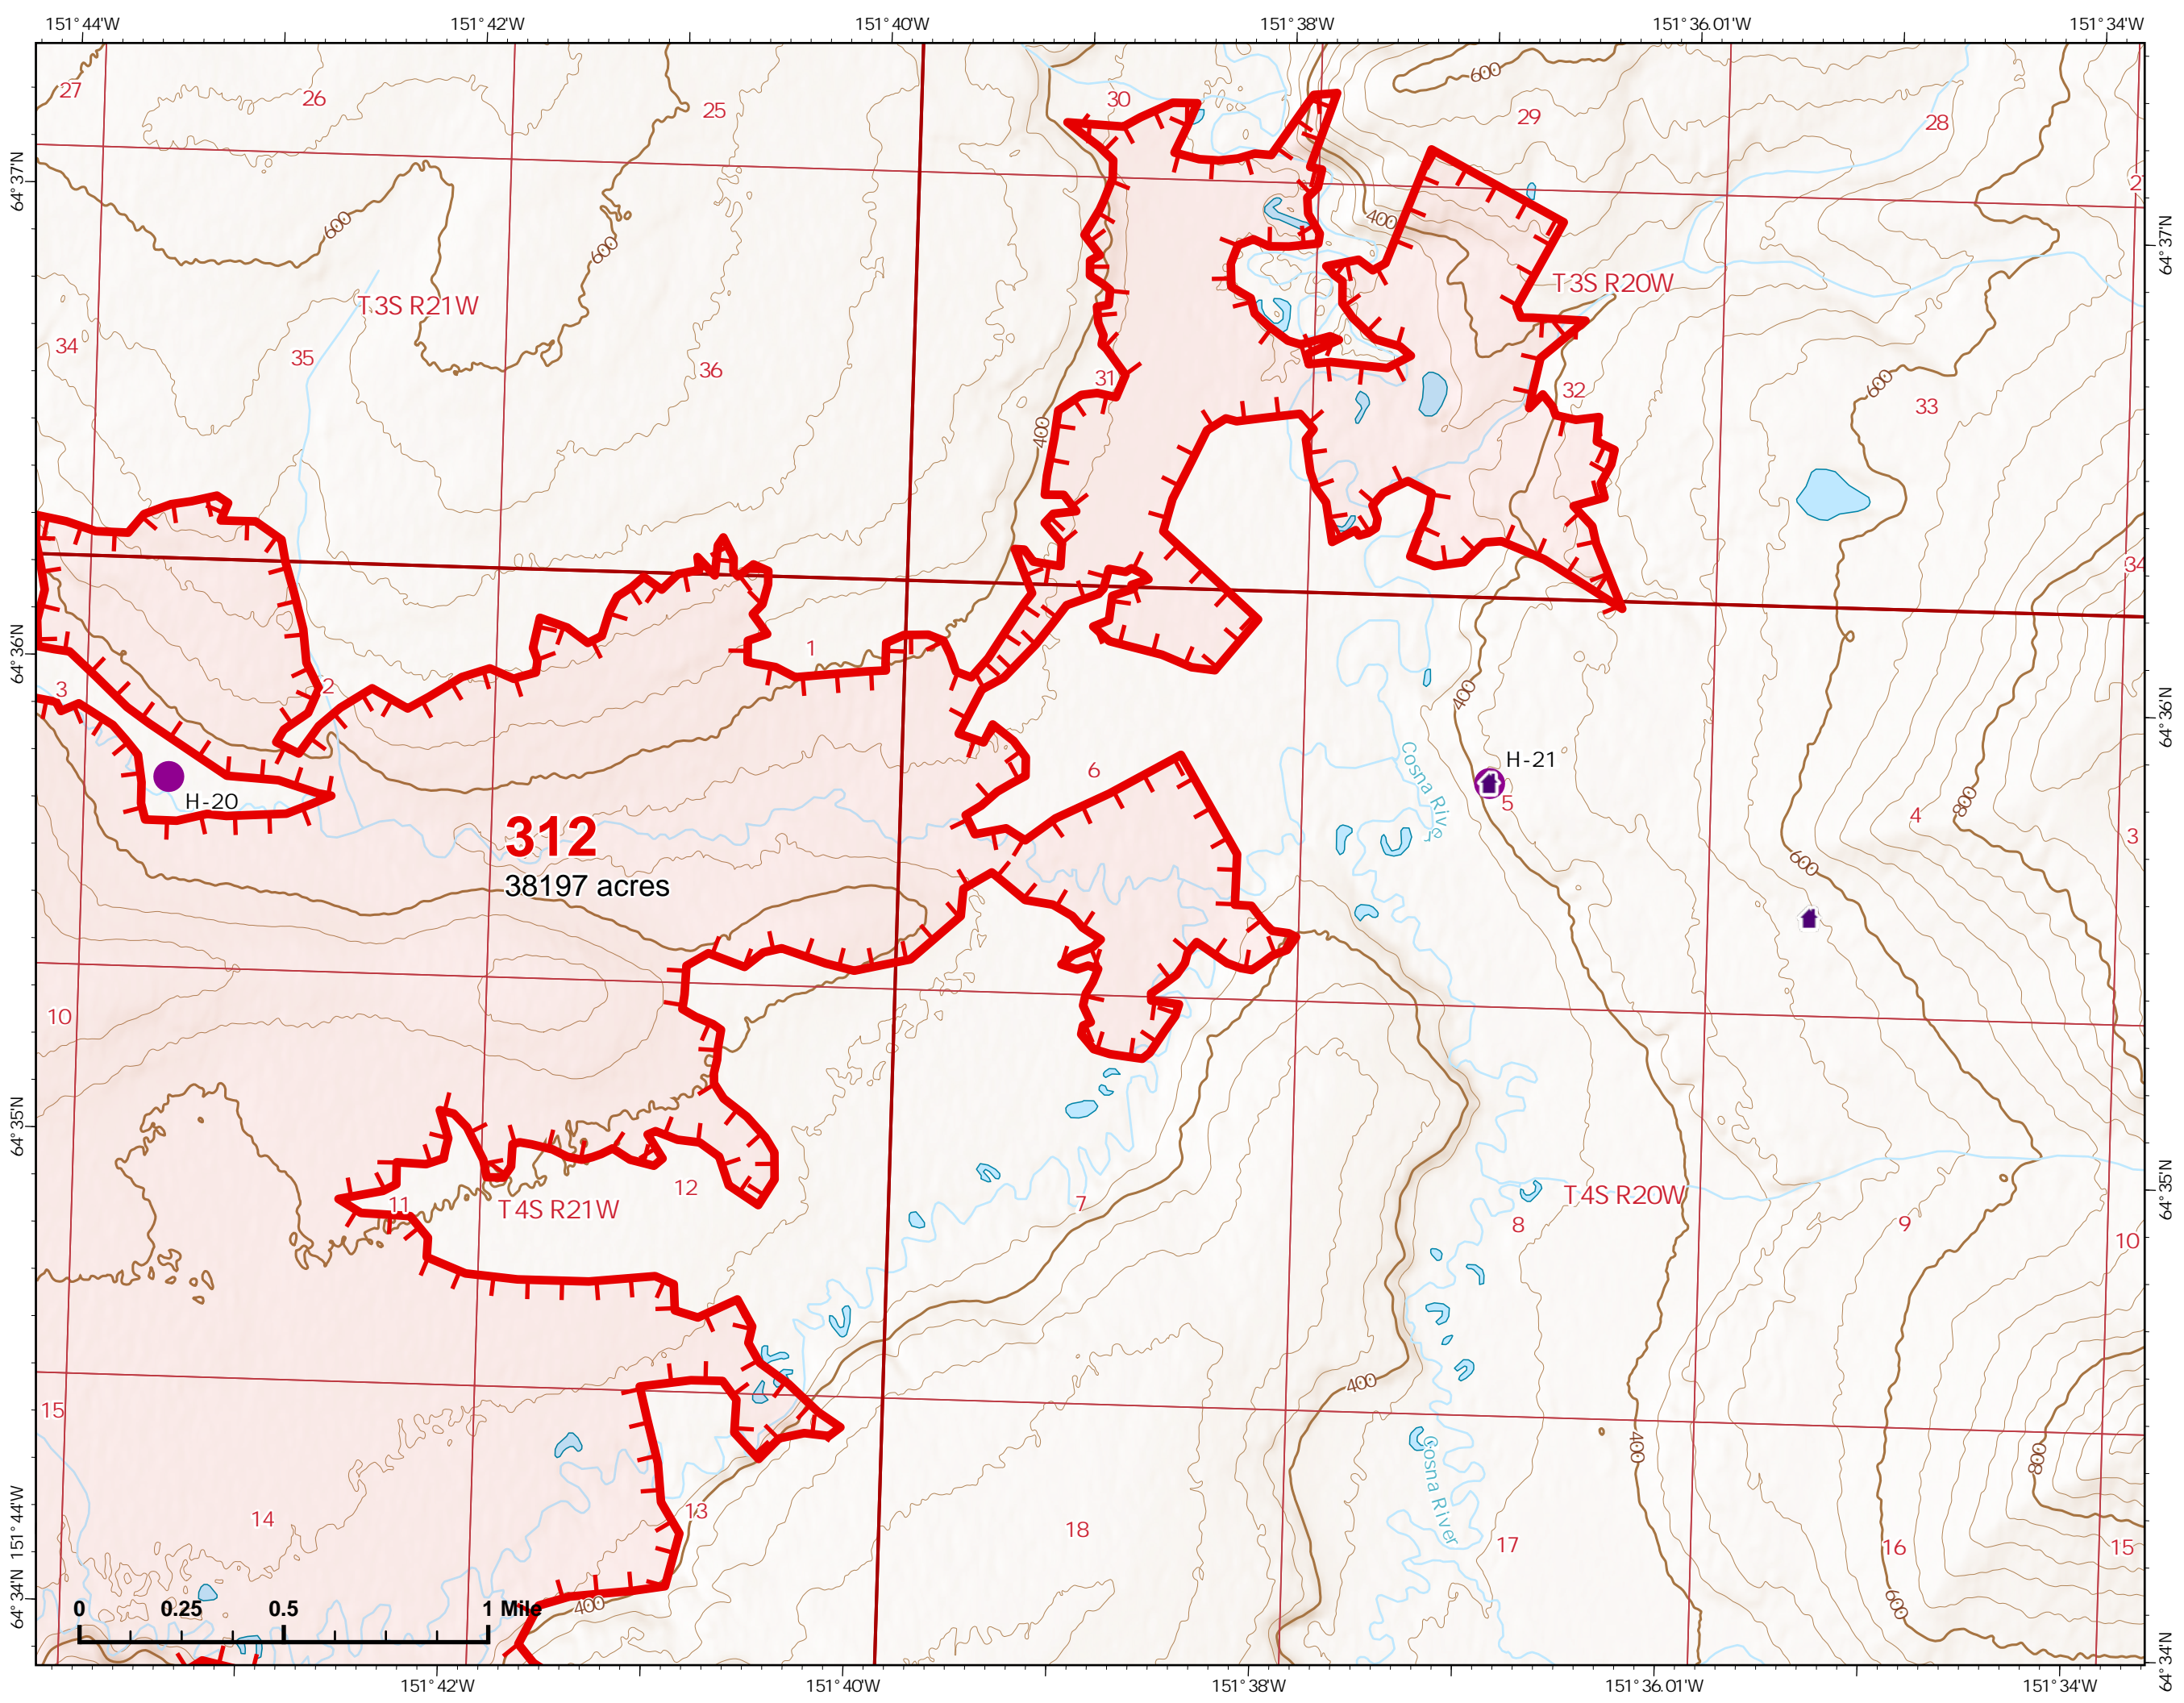 151°44'W 151°42'W 151°40'W 151°38'W 151°36.01'W 151°34'W
27 26 25 30 29 28 27
600
64°37'N
600
600
400
64°37'N
T3S R21W
T3S R20W
34 35 36 31 32 33 34
600
400
64°36'N
3 2 1 6 5 4 3
400
64°36'N
Cosna River
H-21
H-20
800
600
312
38197 acres
10 11 12 7 8 9 10
64°35'N
T4S R21W
T4S R20W
64°35'N
400
15 14 13 18 17 16 15
400
800
Cosna River
600
400
0 0.25 0.5 1 Mile
64°34'N 151°44'W
64°34'N
151°42'W 151°40'W 151°38'W 151°36.01'W 151°34'W